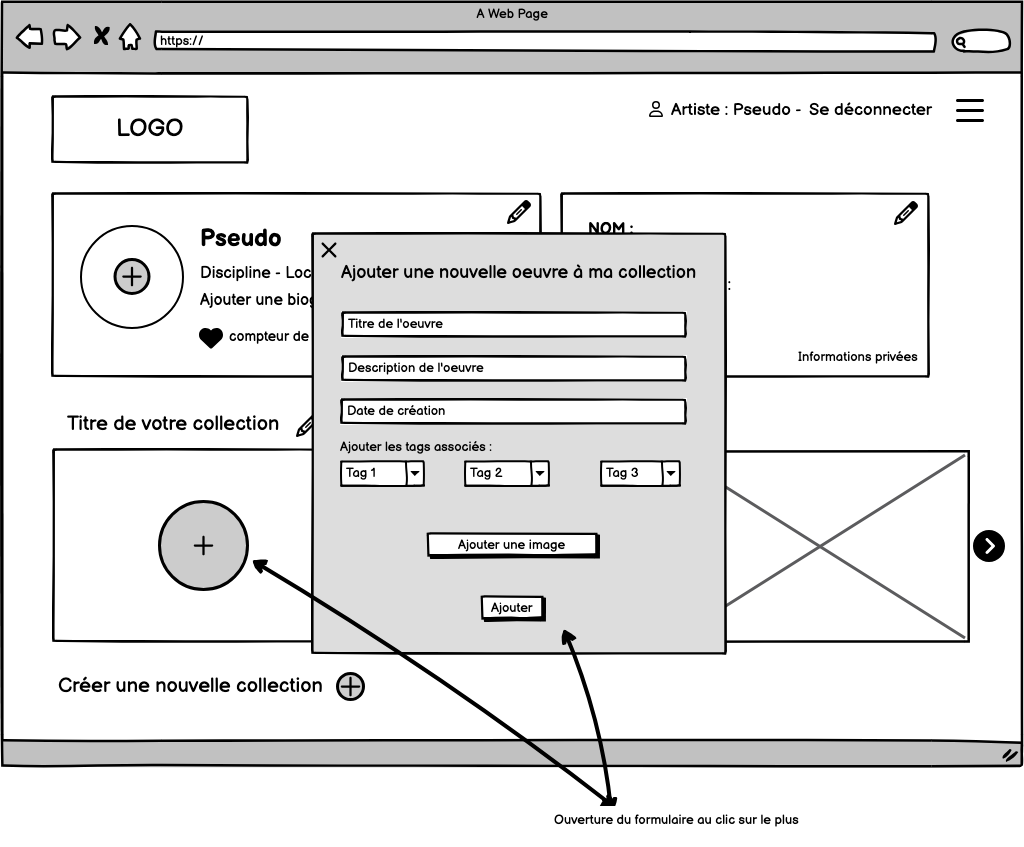 A Web Page
https://
LOGO
Artiste : Pseudo - Se déconnecter
Pseudo
Discipline - Loc
Ajouter une biog
compteur de
NOM :
:
Informations privées
Ajouter une nouvelle oeuvre à ma collection
Titre de l'oeuvre
Description de l'oeuvre
Date de création
Ajouter les tags associés :
Tag 1
Tag 2
Tag 3
Ajouter une image
Ajouter
Titre de votre collection
Créer une nouvelle collection
Ouverture du formulaire au clic sur le plus